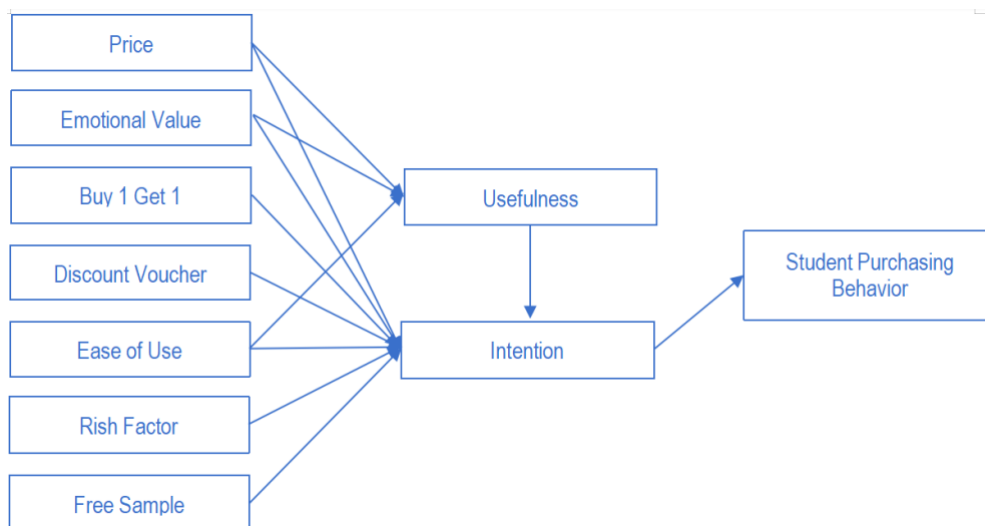 Price
Emotional Value
Buy 1 Get 1
Usefulness
Discount Voucher
Student Purchasing
Behavior
Ease of Use
Intention
Rish Factor
Free Sample